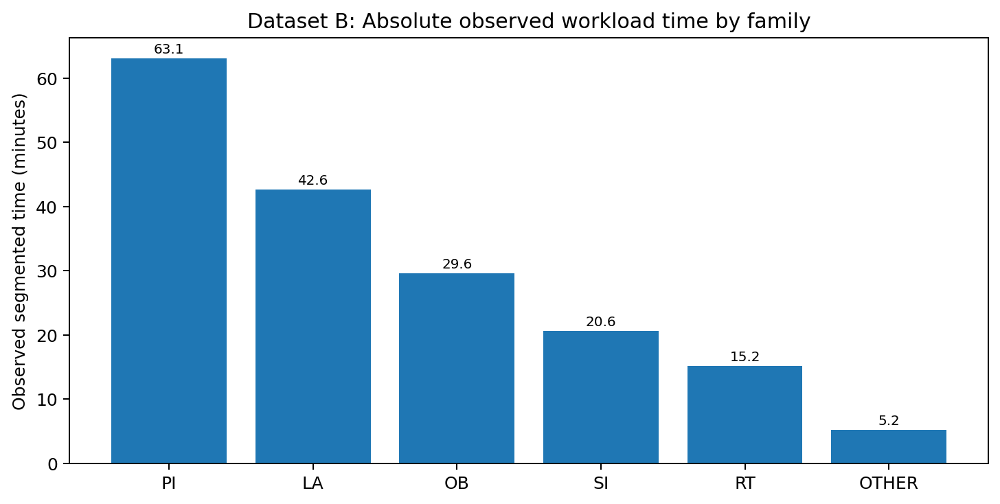 Dataset B: Absolute observed workload time by family
Observed segmented time (minutes)
60
50
40
30
20
10
0
63.1
42.6
29.6
20.6
15.2
5.2
PI
LA
OB
SI
RT
OTHER